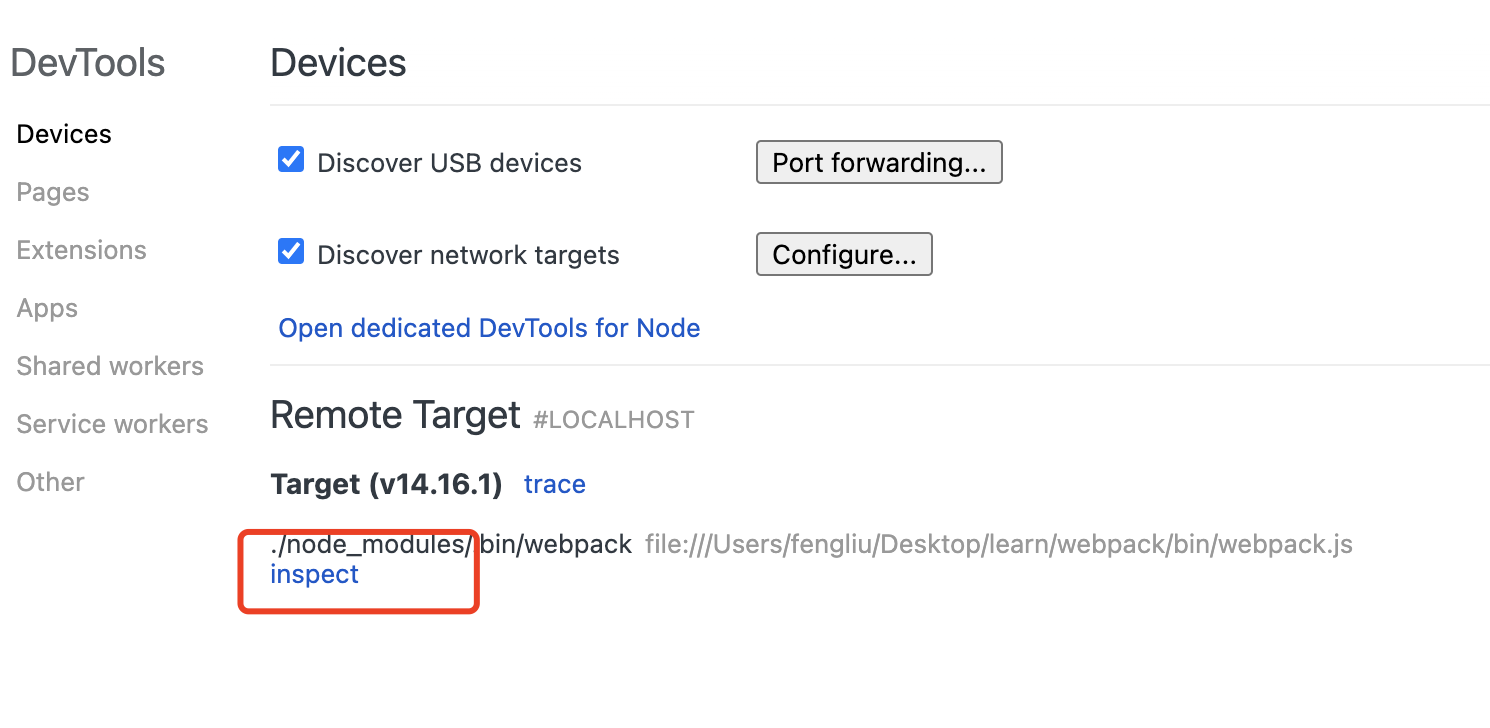 DevTools
Devices
Pages
Extensions
Apps
Shared workers
Service workers
Other
Devices
Discover USB devices
Port forwarding...
Discover network targets
Configure...
Open dedicated DevTools for Node
Remote Target #LOCALHOST
Target (v14.16.1) trace
./node_modules/.bin/webpack file:///Users/fengliu/Desktop/learn/webpack/bin/webpack.js
inspect